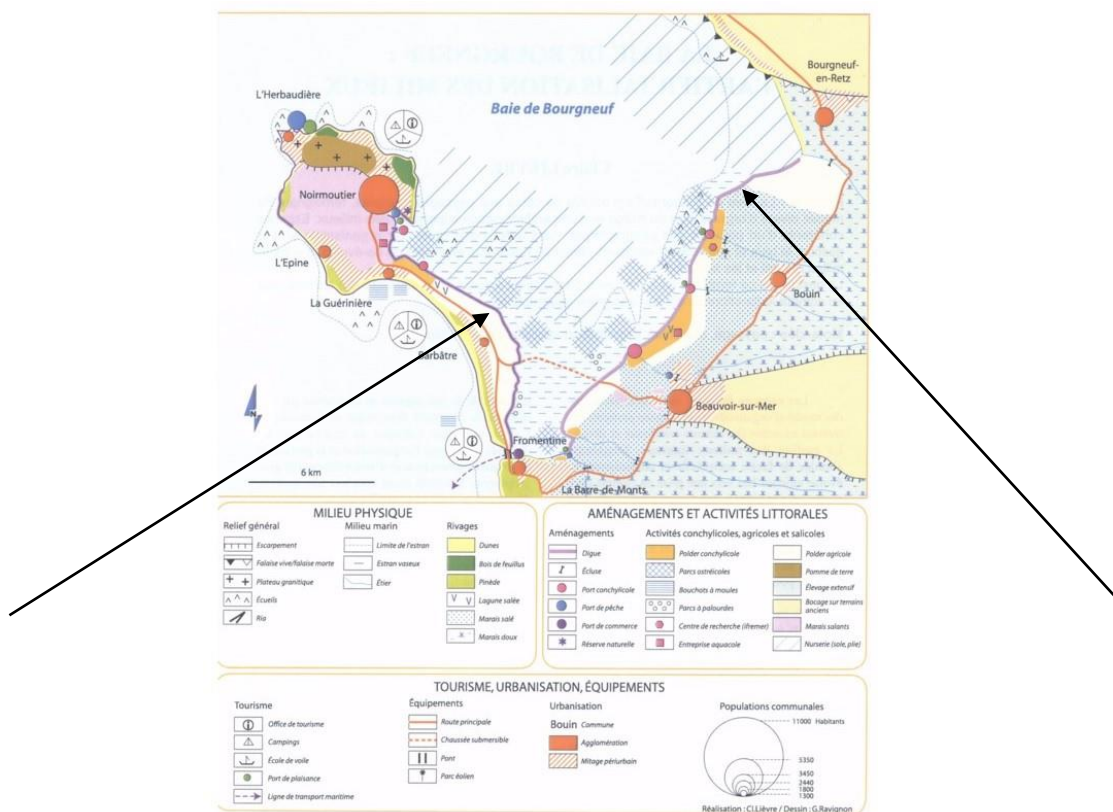 Bourgneuf-
en-Retz
L'Herbaudière
Baie de Bourgneuf
Noirmoutier
L'Epine
Bouin
La Guérinière
Barbâtre
Beauvoir-sur-Mer
N
Fromentine
6 km
La Barre-de-Monts
MILIEU PHYSIQUE
Relief général
Escarpement
Falaise vive/falaise morte
Plateau granitique
Écueils
Ria
Milieu marin
Limite de l'estran
Estran vaseux
Étier
Rivages
Dunes
Bois de feuillus
Pinède
Lagune salée
Marais salé
Marais doux
AMÉNAGEMENTS ET ACTIVITÉS LITTORALES
Aménagements
Digue
Écluse
Port conchylicole
Port de pêche
Port de commerce
Réserve naturelle
Activités conchylicoles, agricoles et salicoles
Polder conchylicole
Parcs ostréicoles
Bouchots à moules
Parcs à palourdes
Centre de recherche (ifremer)
Entreprise aquacole
Polder agricole
Pomme de terre
Élevage extensif
Bocage sur terrains
anciens
Marais salants
Nurserie (sole, plie)
TOURISME, URBANISATION, ÉQUIPEMENTS
Tourisme
Office de tourisme
Campings
École de voile
Port de plaisance
Ligne de transport maritime
Équipements
Route principale
Chaussée submersible
Pont
Parc éolien
Urbanisation
Bouin Commune
Agglomération
Mitage périurbain
Populations communales
11000 Habitants
5350
3450
2440
1800
1300
Réalisation : Cl.Lièvre / Dessin : G.Ravignon